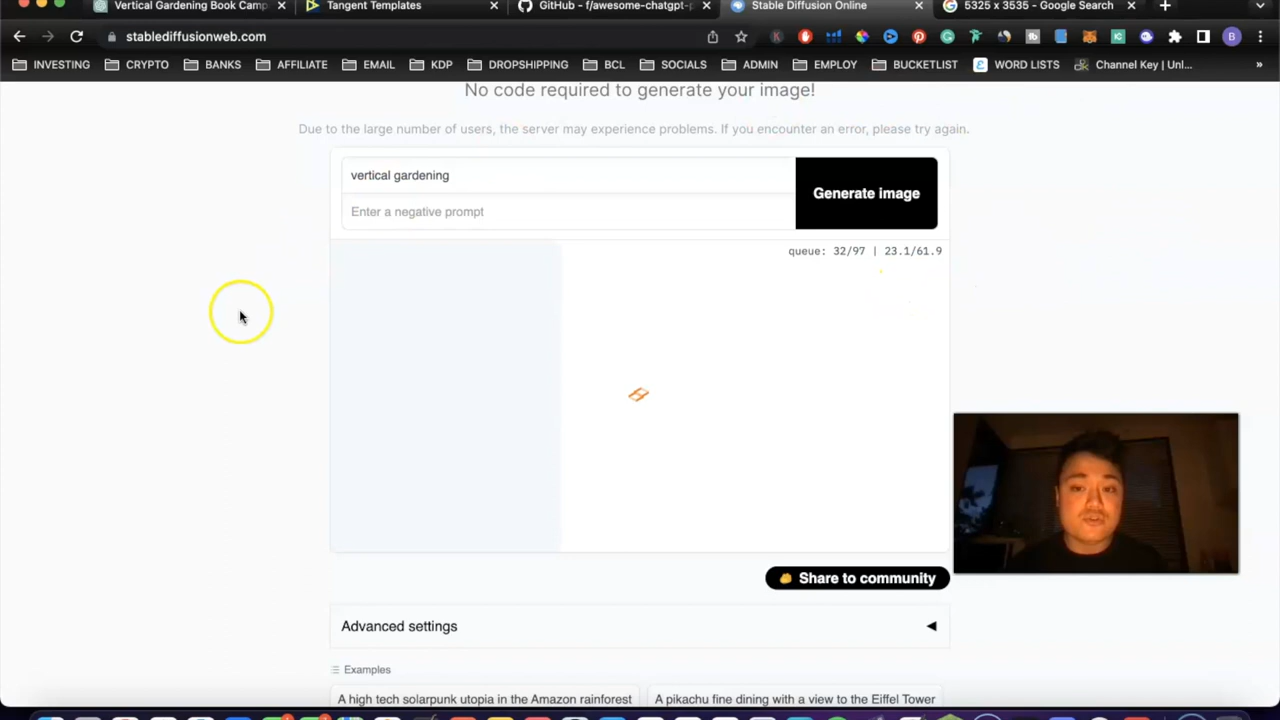 Vertical Gardening Book Camp
Tangent Templates
GitHub - f/awesome-chatgpt-p
Stable Diffusion Online
5325 x 3535 - Google Search
stablediffusionweb.com
B
INVESTING
CRYPTO
BANKS
AFFILIATE
EMAIL
KDP
DROPSHIPPING
BCL
SOCIALS
ADMIN
EMPLOY
BUCKETLIST
WORD LISTS
Channel Key | Unl...
No code required to generate your image!
Due to the large number of users, the server may experience problems. If you encounter an error, please try again.
vertical gardening
Enter a negative prompt
Generate image
queue: 32/97 | 23.1/61.9
Share to community
Advanced settings
Examples
A high tech solarpunk utopia in the Amazon rainforest
A pikachu fine dining with a view to the Eiffel Tower